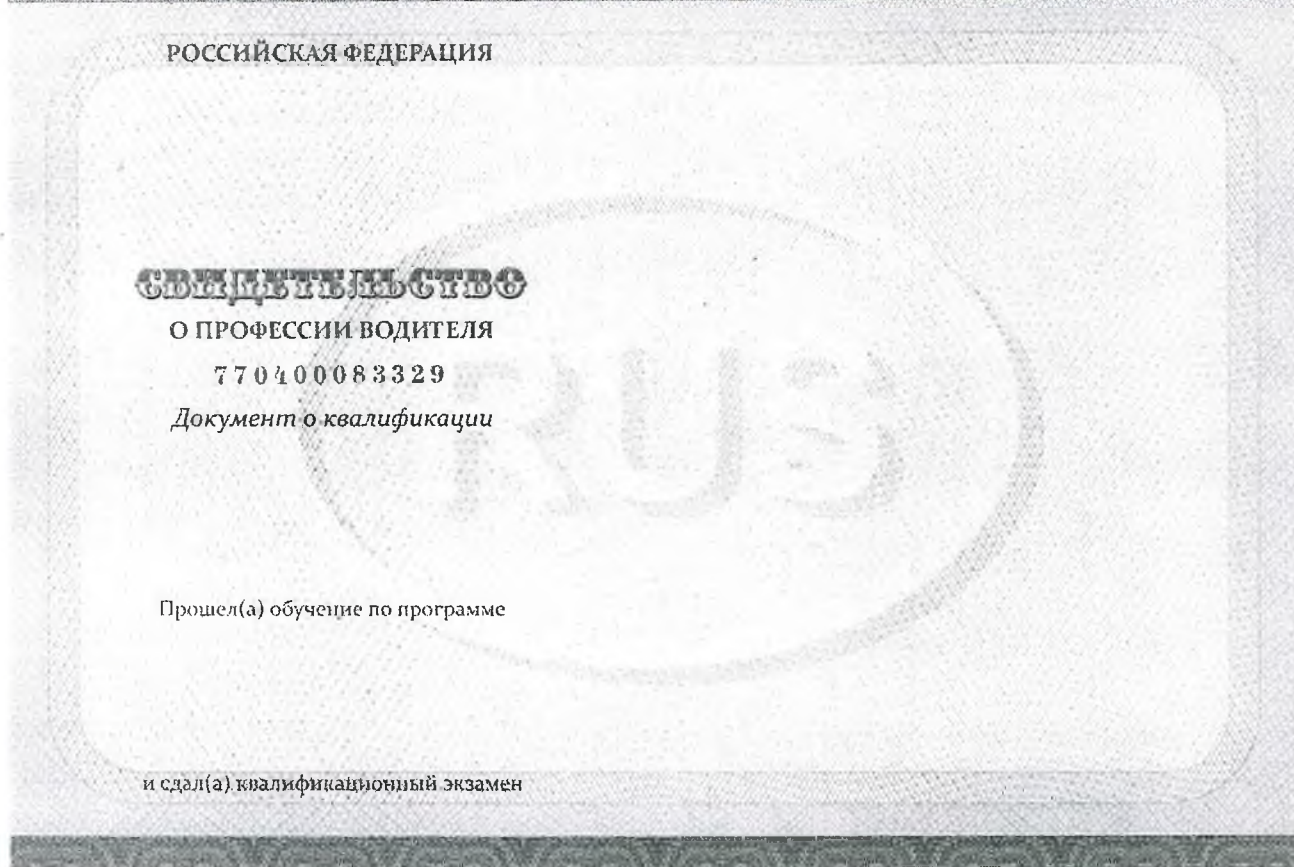 РОССИЙСКАЯ ФЕДЕРАЦИЯ
СВИДЕТЕЛЬСТВО
О ПРОФЕССИИ ВОДИТЕЛЯ
770400083329
Документ о квалификации
RUS
Прошел(а) обучение по программе
и сдал(а) квалификационный экзамен